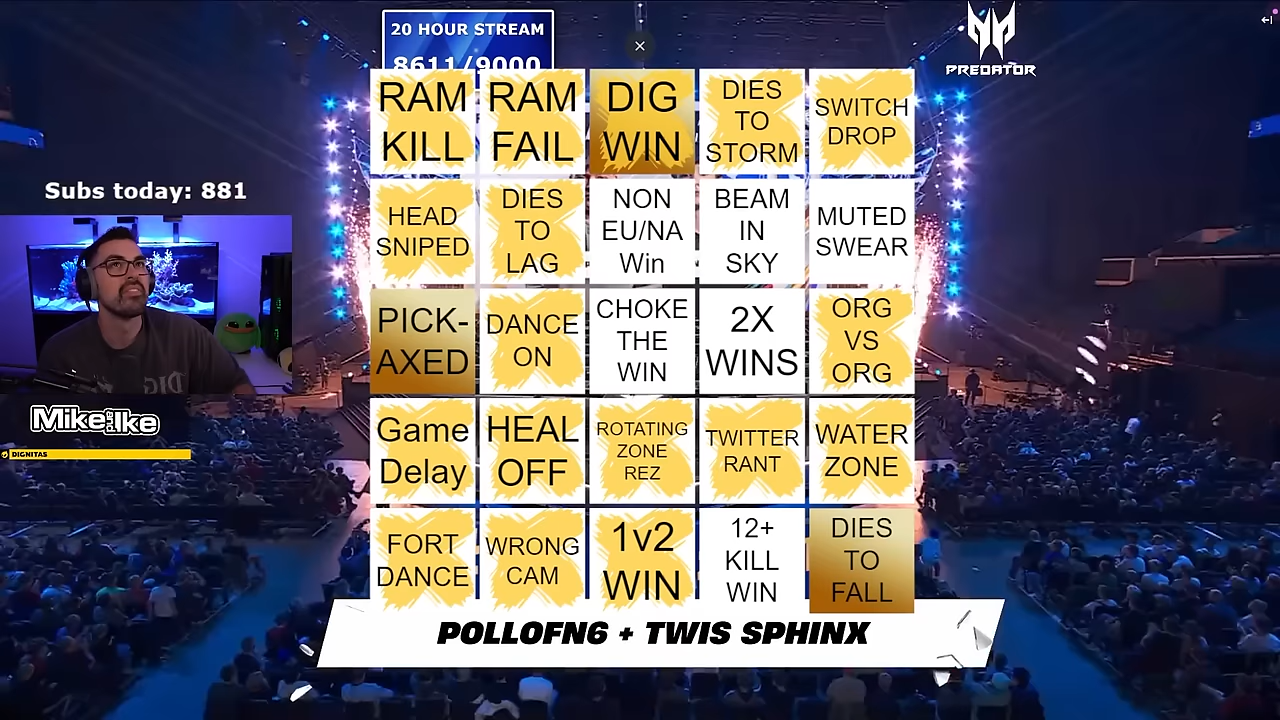 20 HOUR STREAM
8611/9000
PREDATOR
RAM
KILL
RAM
FAIL
DIG
WIN
DIES
TO
STORM
SWITCH
DROP
Subs today: 881
HEAD
SNIPED
DIES
TO
LAG
NON
EU/NA
Win
BEAM
IN
SKY
MUTED
SWEAR
PICK-
AXED
DANCE
ON
CHOKE
THE
WIN
2X
WINS
ORG
VS
ORG
Mike and Ike
DIGNITAS
Game
Delay
HEAL
OFF
ROTATING
ZONE
REZ
TWITTER
RANT
WATER
ZONE
FORT
DANCE
WRONG
CAM
1v2
WIN
12+
KILL
WIN
DIES
TO
FALL
POLLOFN6 + TWIS SPHINX